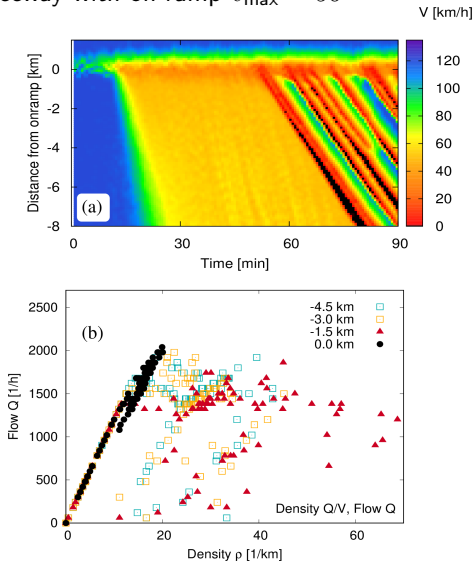 V [km/h]
Distance from onramp [km]
0
-2
-4
-6
-8
(a)
0 30 60 90
Time [min]
120
100
80
60
40
20
0
Flow Q [1/h]
2500
2000
1500
1000
500
0
(b)
-4.5 km
-3.0 km
-1.5 km
0.0 km
Density Q/V, Flow Q
0 20 40 60
Density ρ [1/km]